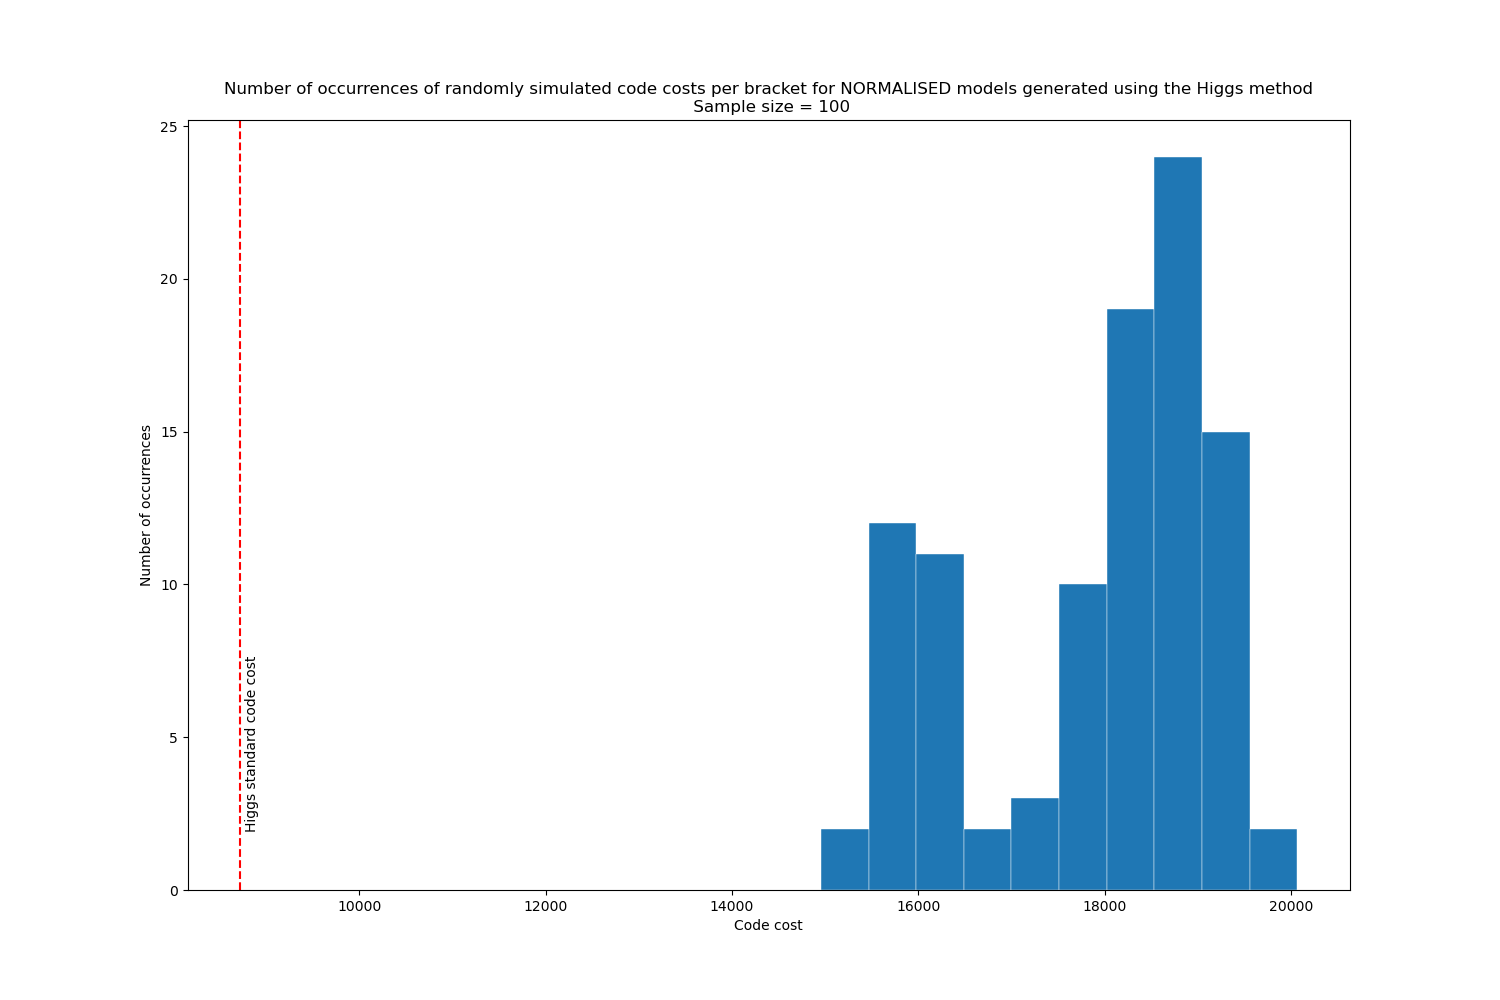 Number of occurrences of randomly simulated code costs per bracket for NORMALISED models generated using the Higgs method
Sample size = 100
25
20
15
10
5
0
Number of occurrences
Higgs standard code cost
10000
12000
14000
16000
18000
20000
Code cost